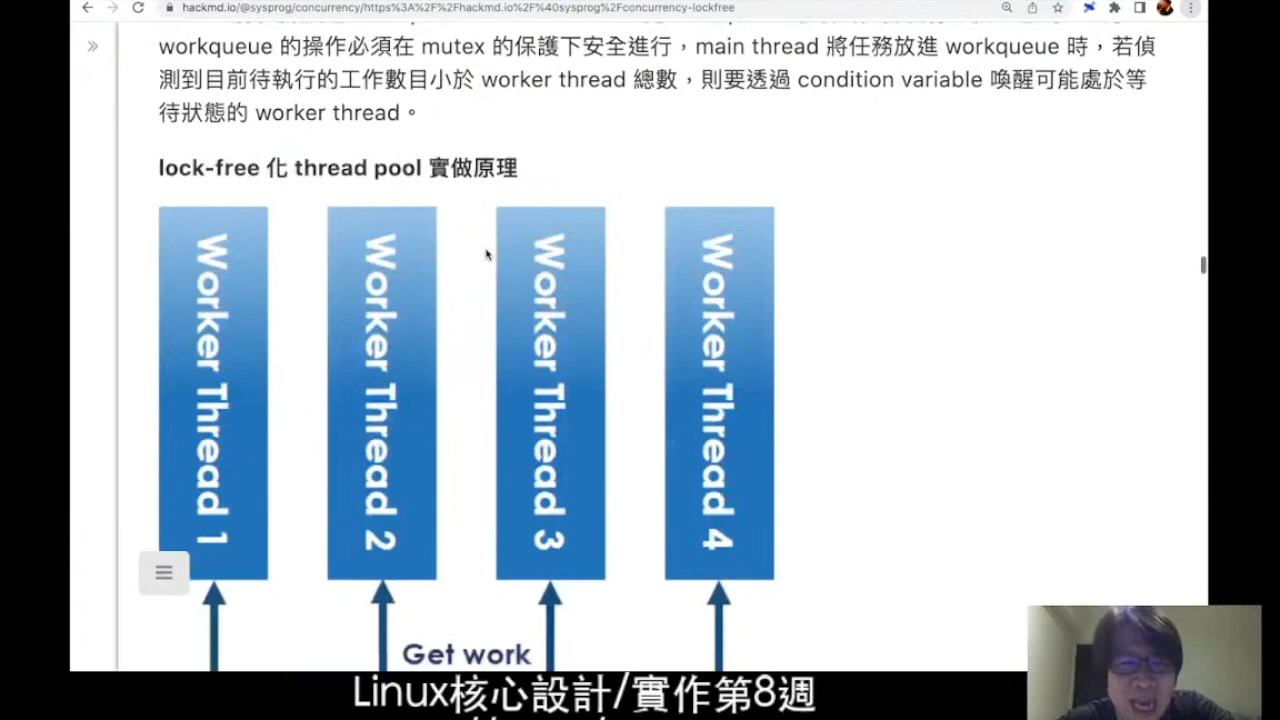 hackmd.io/@sysprog/concurrency/https%3A%2F%2Fhackmd.io%2F%40sysprog%2Fconcurrency-lockfree
workqueue 的操作必須在 mutex 的保護下安全進行，main thread 將任務放進 workqueue 時，若偵
測到目前待執行的工作數目小於 worker thread 總數，則要透過 condition variable 喚醒可能處於等
待狀態的 worker thread。
lock-free 化 thread pool 實做原理
Worker Thread 1
Worker Thread 2
Worker Thread 3
Worker Thread 4
Get work
Linux核心設計/實作第8週